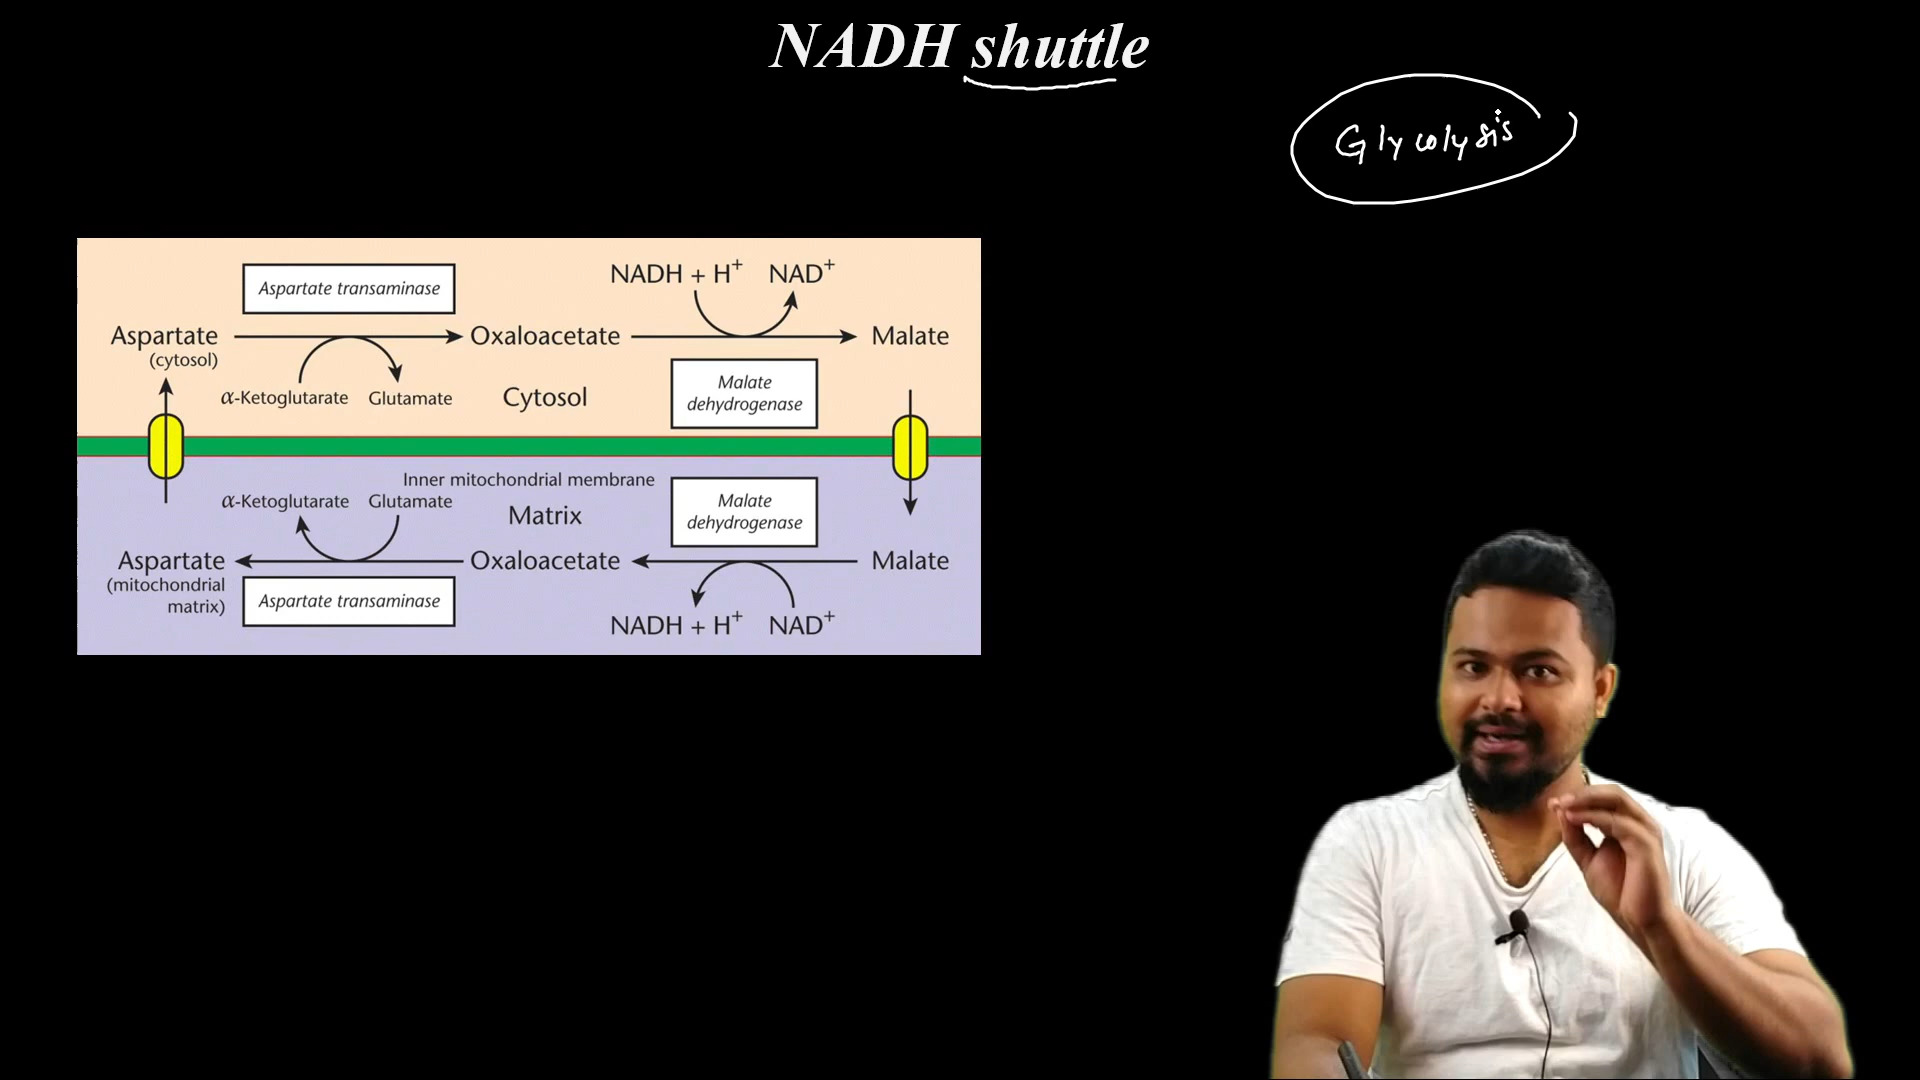 NADH shuttle
Glycolysis
Aspartate transaminase
NADH + H⁺ NAD⁺
Aspartate Oxaloacetate Malate
(cytosol)
α-Ketoglutarate Glutamate Cytosol
Malate
dehydrogenase
Inner mitochondrial membrane
α-Ketoglutarate Glutamate Matrix
Malate
dehydrogenase
Aspartate Oxaloacetate Malate
(mitochondrial
matrix)
Aspartate transaminase
NADH + H⁺ NAD⁺